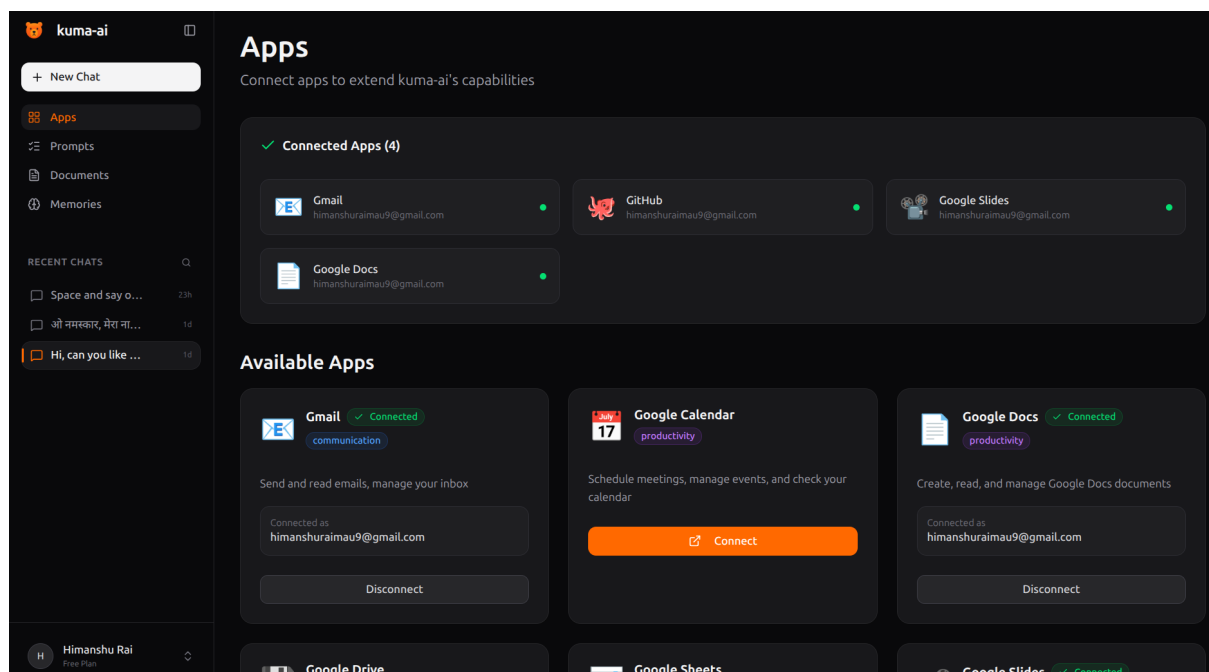 kuma-ai
New Chat
Apps
Prompts
Documents
Memories
RECENT CHATS
Space and say o...
23h
ओ नमस्कार, मेरा ना...
1d
Hi, can you like ...
1d
H
Himanshu Rai
Free Plan
Apps
Connect apps to extend kuma-ai's capabilities
Connected Apps (4)
Gmail
himanshuraimau9@gmail.com
GitHub
himanshuraimau9@gmail.com
Google Slides
himanshuraimau9@gmail.com
Google Docs
himanshuraimau9@gmail.com
Available Apps
Gmail
Connected
communication
Send and read emails, manage your inbox
Connected as
himanshuraimau9@gmail.com
Disconnect
July
17
Google Calendar
productivity
Schedule meetings, manage events, and check your
calendar
Connect
Google Docs
Connected
productivity
Create, read, and manage Google Docs documents
Connected as
himanshuraimau9@gmail.com
Disconnect
Google Drive
Google Sheets
Google Slides
Connected